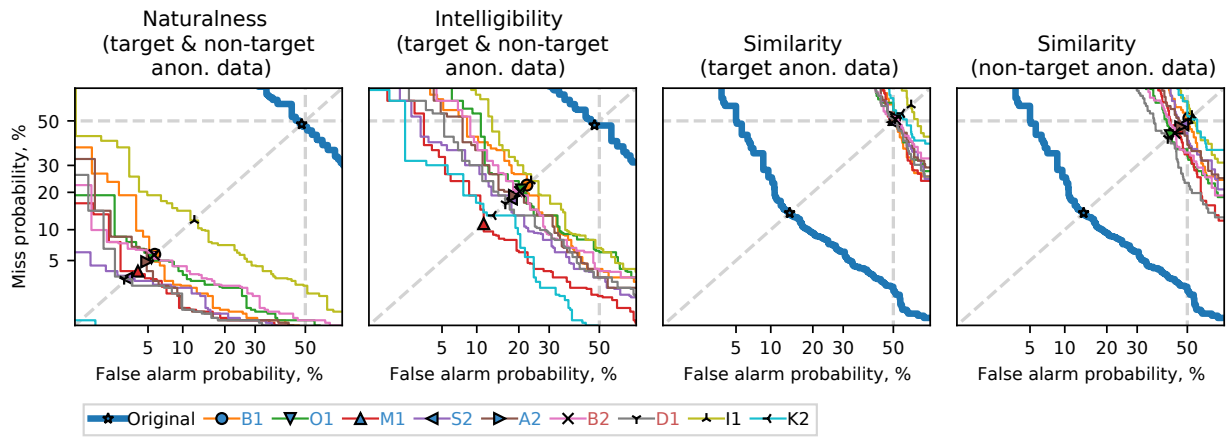 Naturalness
(target & non-target
anon. data)
Intelligibility
(target & non-target
anon. data)
Similarity
(target anon. data)
Similarity
(non-target anon. data)
Miss probability, %
50
30
20
10
5
5 10 20 30 50
5 10 20 30 50
5 10 20 30 50
5 10 20 30 50
False alarm probability, %
False alarm probability, %
False alarm probability, %
False alarm probability, %
Original B1 O1 M1 S2 A2 B2 D1 I1 K2